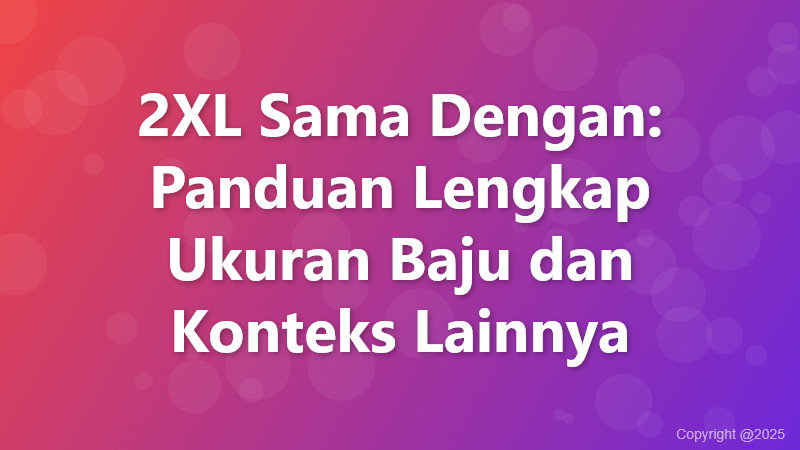 2XL Sama Dengan:
Panduan Lengkap
Ukuran Baju dan
Konteks Lainnya
Copyright @2025